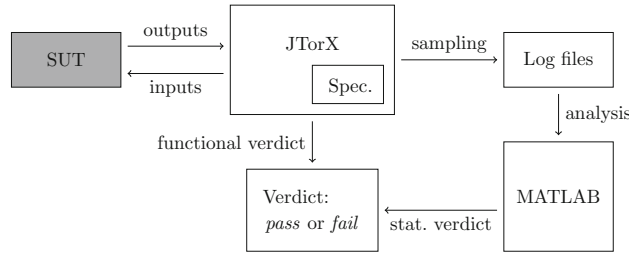 outputs
SUT
inputs
JTorX
Spec.
sampling
Log files
analysis
functional verdict
Verdict:
pass or fail
stat. verdict
MATLAB